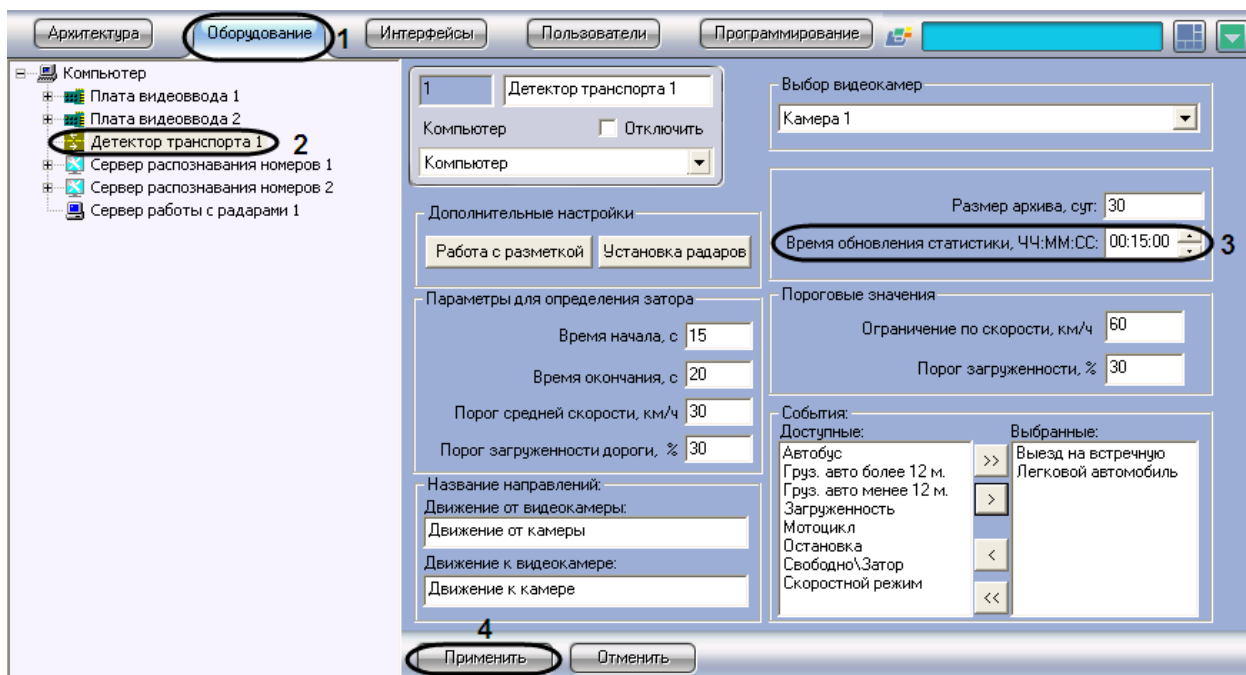 Архитектура
Оборудование
1
Интерфейсы
Пользователи
Программирование
Компьютер
Плата видеоввода 1
Плата видеоввода 2
Детектор транспорта 1
2
Сервер распознавания номеров 1
Сервер распознавания номеров 2
Сервер работы с радарами 1
1
Детектор транспорта 1
Компьютер
Отключить
Компьютер
Дополнительные настройки
Работа с разметкой
Установка радаров
Параметры для определения затора
Время начала, с 15
Время окончания, с 20
Порог средней скорости, км/ч 30
Порог загруженности дороги, % 30
Название направлений:
Движение от видеокамеры:
Движение от камеры
Движение к видеокамере:
Движение к камере
Выбор видеокамер
Камера 1
Размер архива, сут: 30
Время обновления статистики, ЧЧ:ММ:СС: 00:15:00
3
Пороговые значения
Ограничение по скорости, км/ч 60
Порог загруженности, % 30
События:
Доступные:
Автобус
Груз. авто более 12 м.
Груз. авто менее 12 м.
Загруженность
Мотоцикл
Остановка
Свободно\Затор
Скоростной режим
>>
>
<
<<
Выбранные:
Выезд на встречную
Легковой автомобиль
4
Применить
Отменить